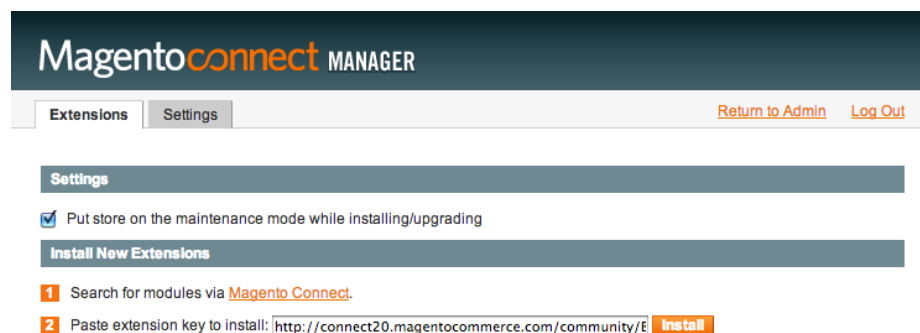 Magentoconnect MANAGER
Extensions Settings Return to Admin Log Out
Settings
Put store on the maintenance mode while installing/upgrading
Install New Extensions
1 Search for modules via Magento Connect.
2 Paste extension key to install: http://connect20.magentocommerce.com/community/E Install